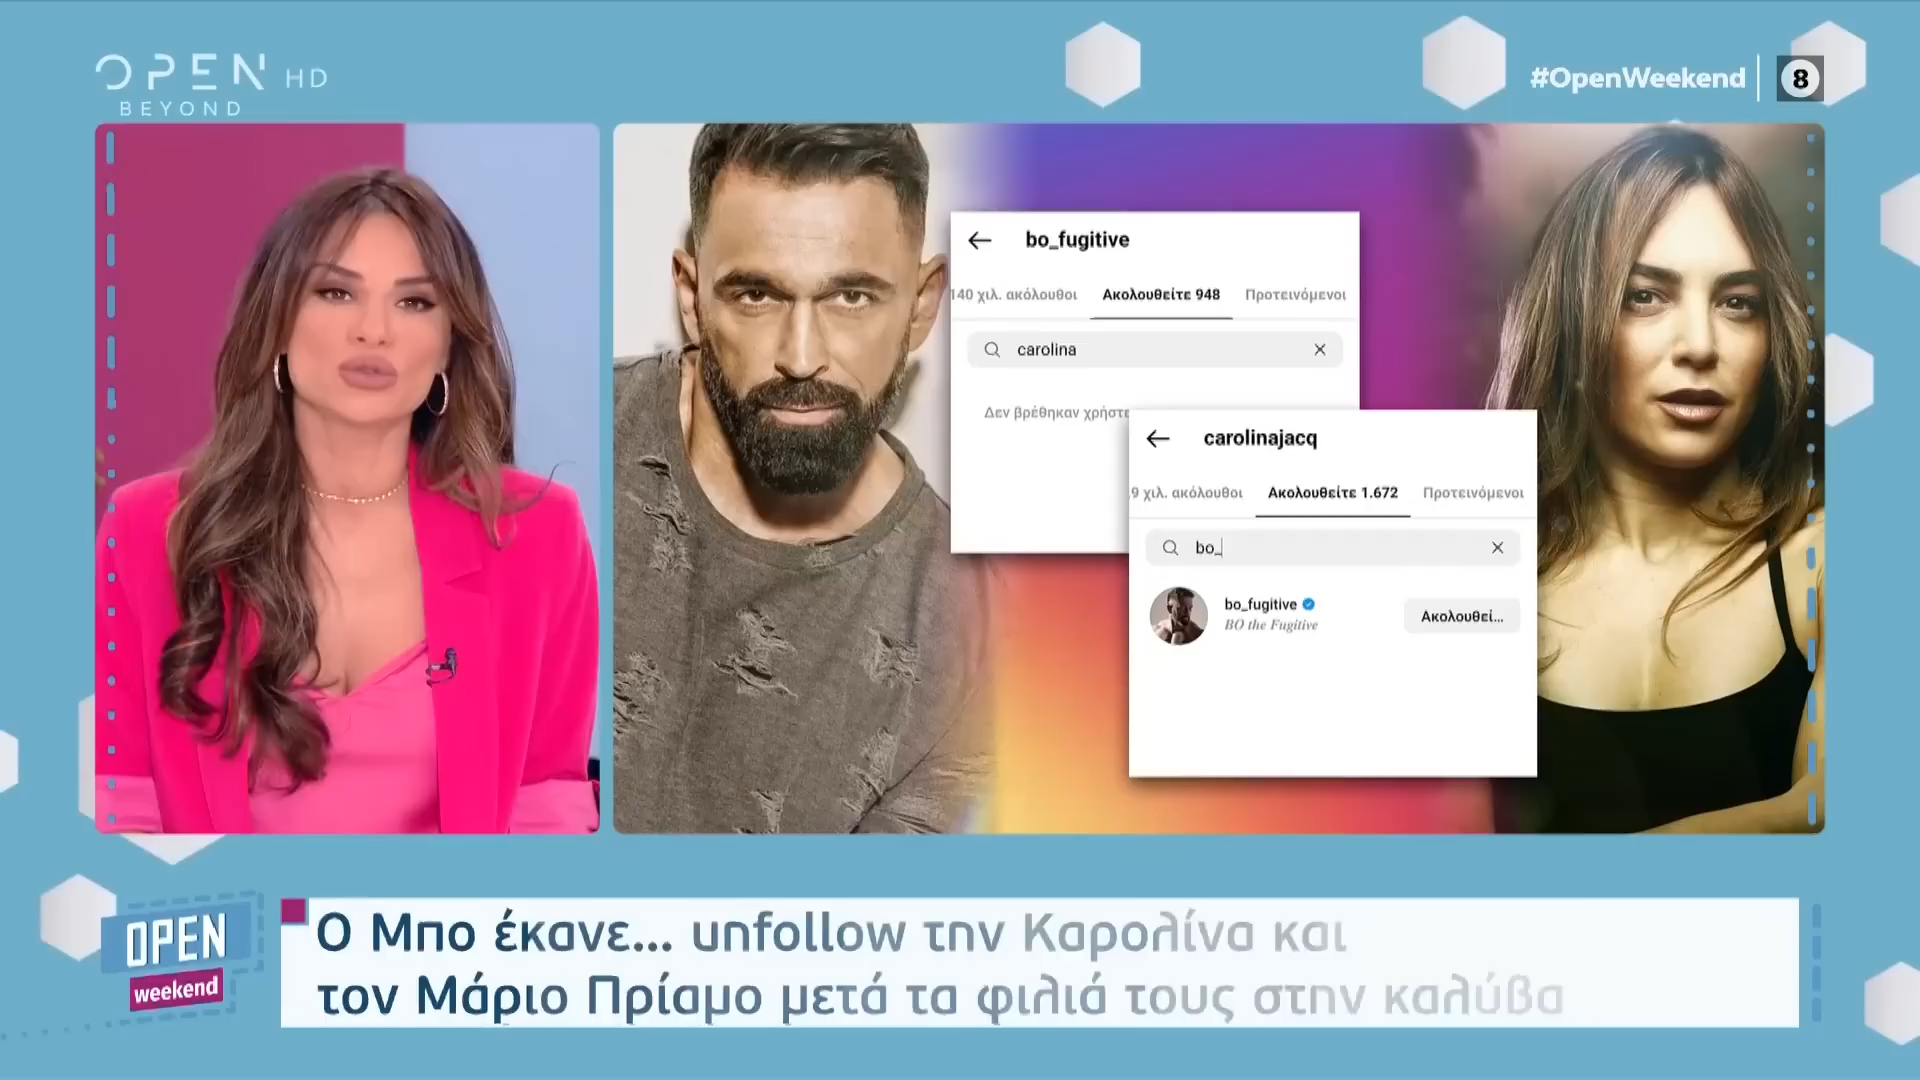 OPEN HD
BEYOND
#OpenWeekend
8
bo_fugitive
140 χιλ. ακόλουθοι Ακολουθείτε 948 Προτεινόμενοι
carolina
Δεν βρέθηκαν χρήστε
carolinajacq
9 χιλ. ακόλουθοι Ακολουθείτε 1.672 Προτεινόμενοι
bo_
bo_fugitive
BO the Fugitive
Ακολουθεί...
OPEN
weekend
Ο Μπο έκανε... unfollow την Καρολίνα και
τον Μάριο Πρίαμο μετά τα φιλιά τους στην καλύβα